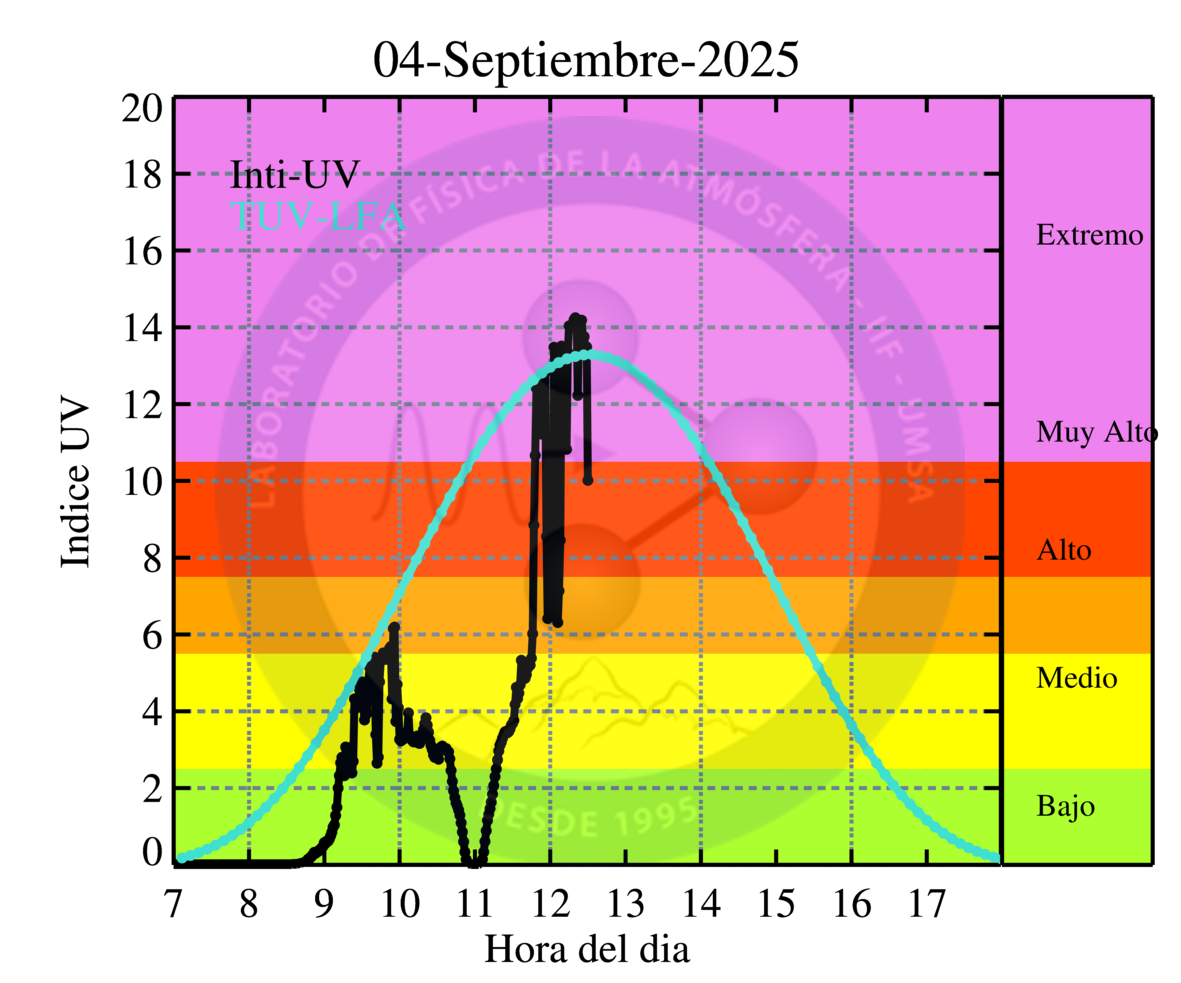 04-Septiembre-2025
20
18
16
14
12
10
8
6
4
2
0
Indice UV
Inti-UV
TUV-LFA
LABORATORIO DE FÍSICA DE LA ATMÓSFERA - IIF - UMSA
DESDE 1995
Extremo
Muy Alto
Alto
Medio
Bajo
7 8 9 10 11 12 13 14 15 16 17
Hora del dia